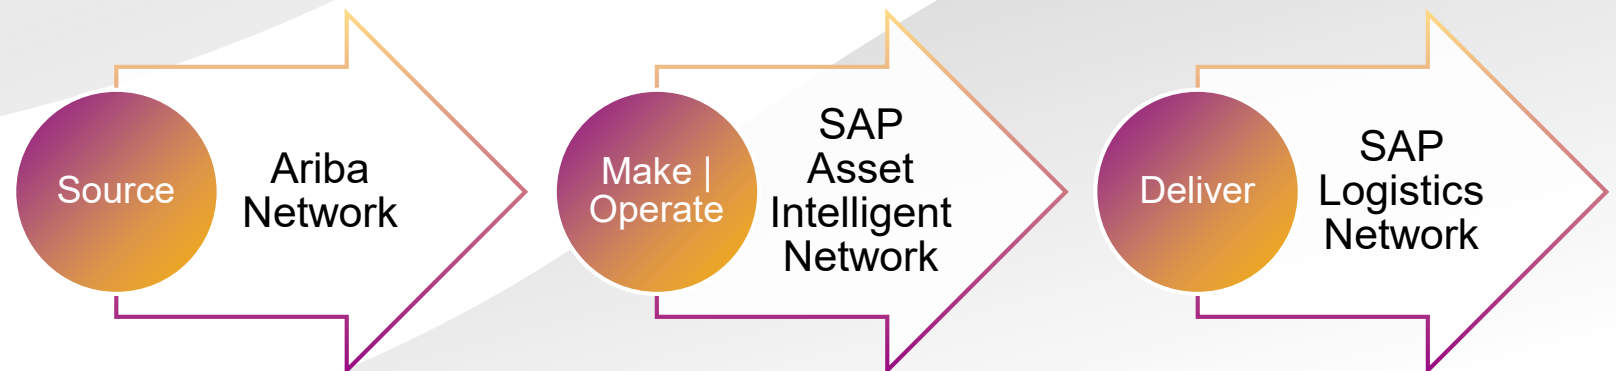 Source
Ariba
Network
Make |
Operate
SAP
Asset
Intelligent
Network
Deliver
SAP
Logistics
Network